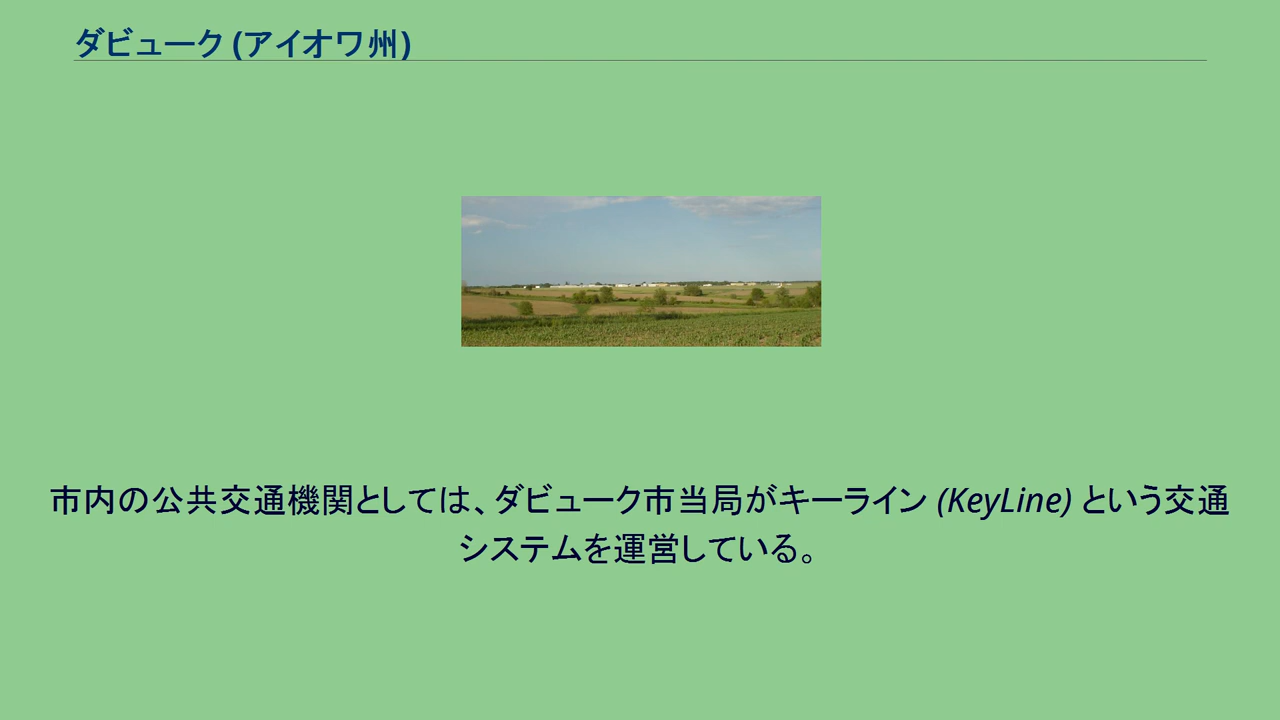 ダビューク (アイオワ州)
市内の公共交通機関としては、ダビューク市当局がキーライン (KeyLine) という交通
システムを運営している。